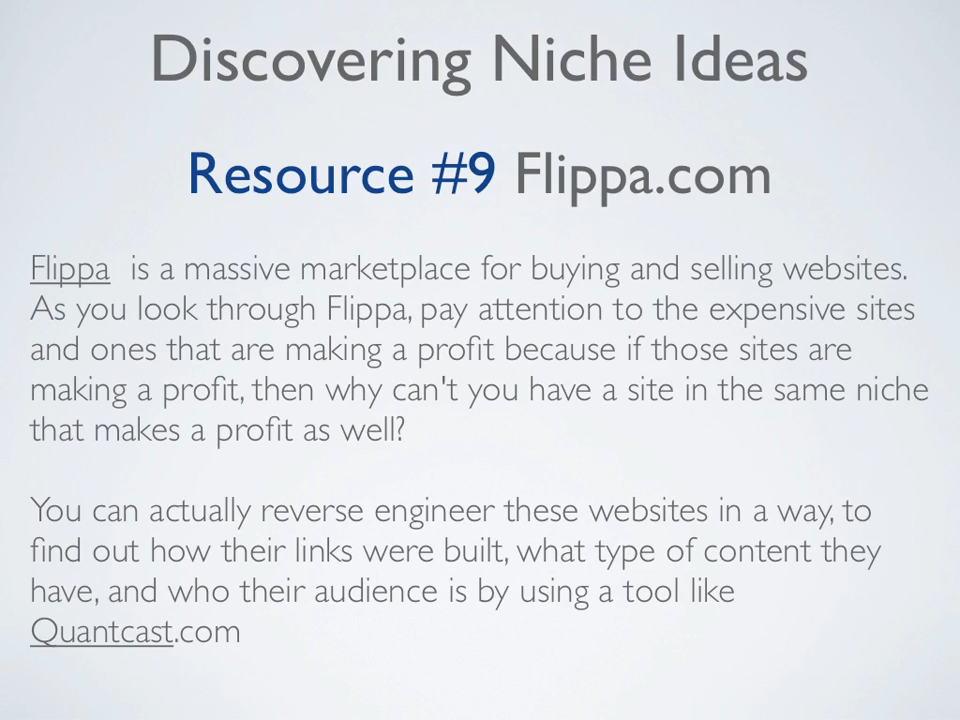 Discovering Niche Ideas
Resource #9 Flippa.com
Flippa is a massive marketplace for buying and selling websites.
As you look through Flippa, pay attention to the expensive sites
and ones that are making a profit because if those sites are
making a profit, then why can't you have a site in the same niche
that makes a profit as well?
You can actually reverse engineer these websites in a way, to
find out how their links were built, what type of content they
have, and who their audience is by using a tool like
Quantcast.com